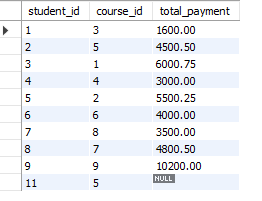 student_id course_id total_payment
1 3 1600.00
2 5 4500.50
3 1 6000.75
4 4 3000.00
5 2 5500.25
6 6 4000.00
7 8 3500.00
8 7 4800.50
9 9 10200.00
11 5 NULL